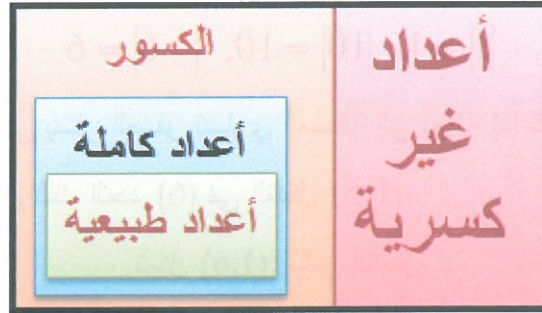 أعداد
غير
كسرية
الكسور
أعداد كاملة
أعداد طبيعية